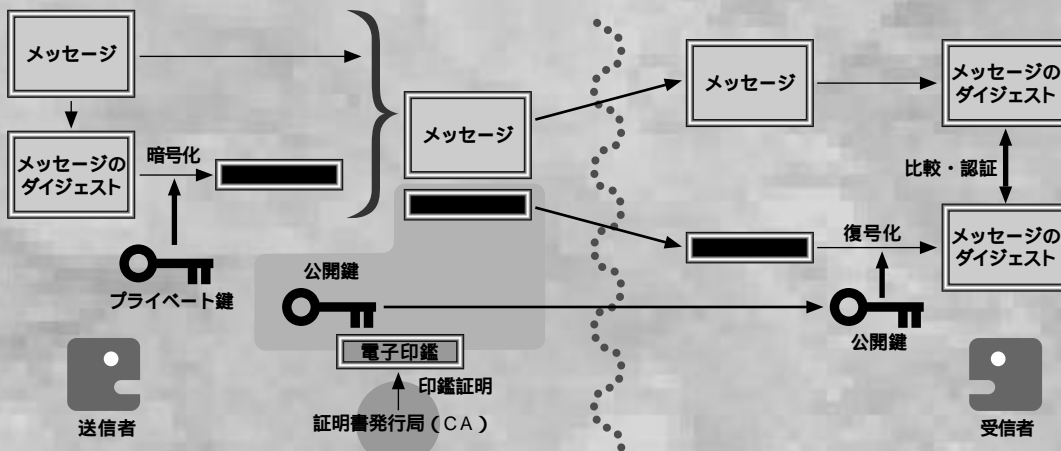 メッセージ
メッセージの
ダイジェスト
暗号化
プライベート鍵
送信者
メッセージ
公開鍵
電子印鑑
印鑑証明
証明書発行局（CA）
メッセージ
メッセージの
ダイジェスト
比較・認証
復号化
メッセージの
ダイジェスト
公開鍵
受信者